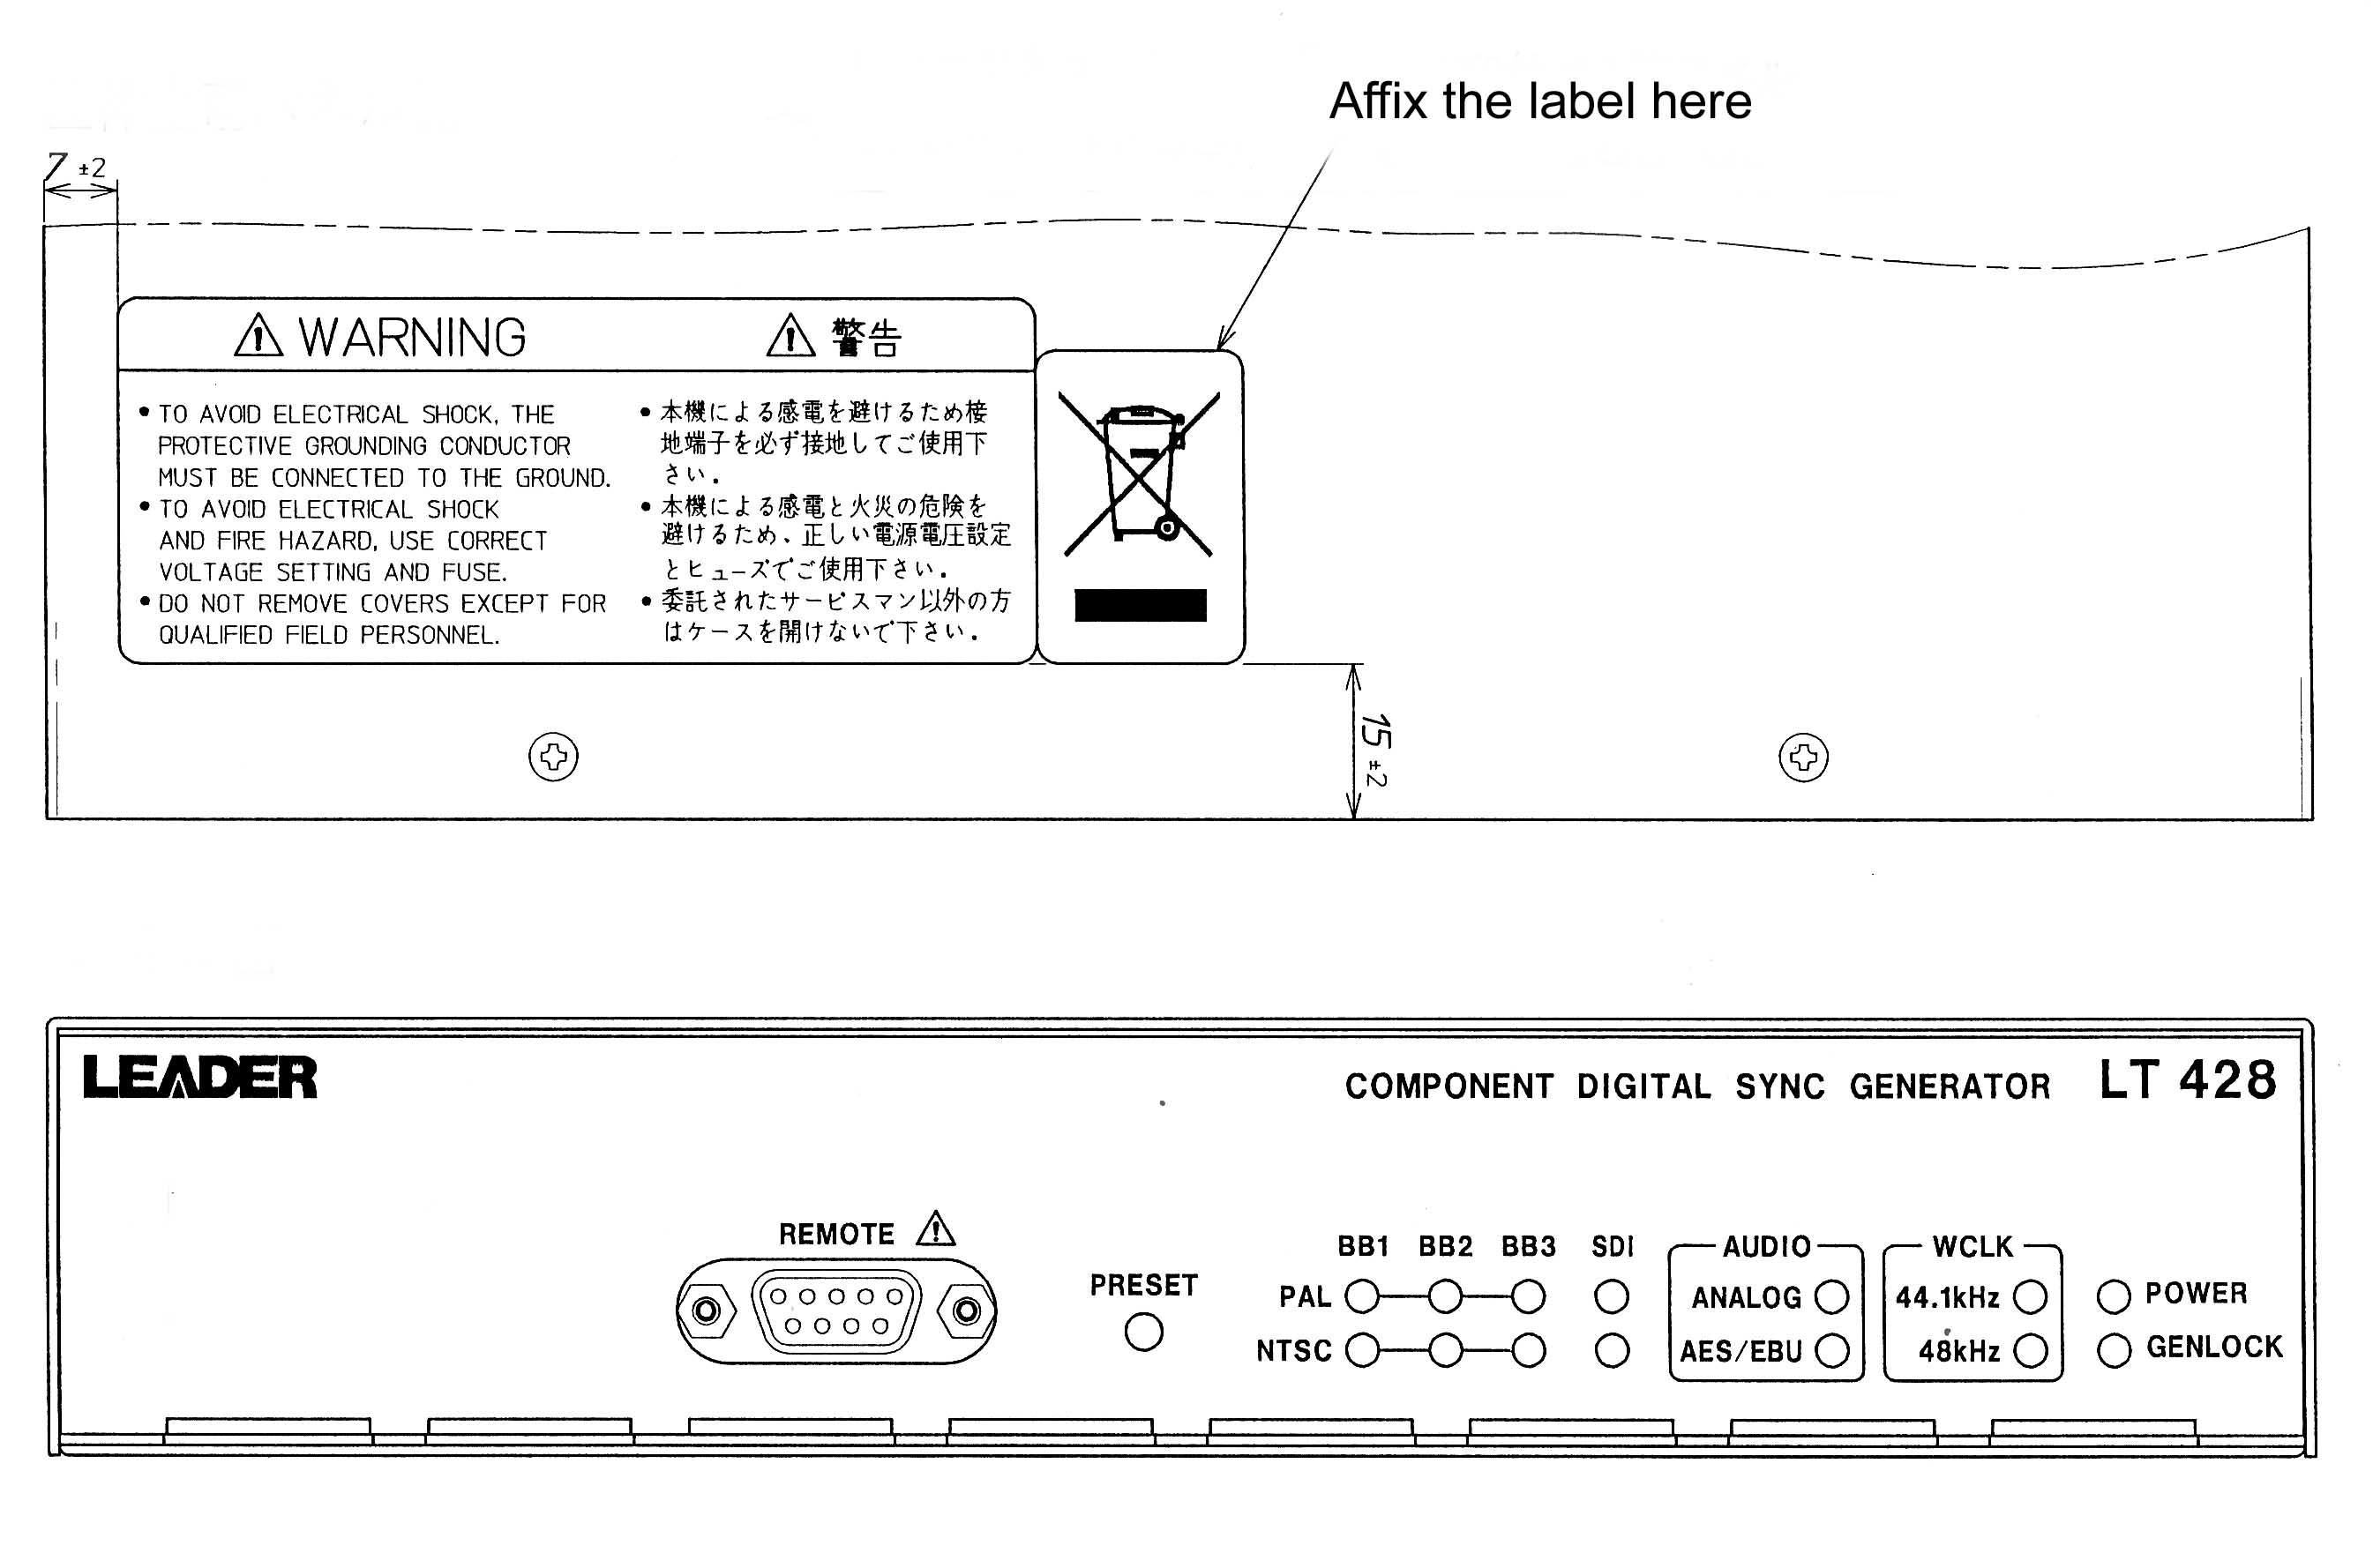 Affix the label here
7 ±2
⚠ WARNING
• TO AVOID ELECTRICAL SHOCK, THE
PROTECTIVE GROUNDING CONDUCTOR
MUST BE CONNECTED TO THE GROUND.
• TO AVOID ELECTRICAL SHOCK
AND FIRE HAZARD, USE CORRECT
VOLTAGE SETTING AND FUSE.
• DO NOT REMOVE COVERS EXCEPT FOR
QUALIFIED FIELD PERSONNEL.
⚠ 警告
• 本機による感電を避けるため接
地端子を必ず接地してご使用下
さい.
• 本機による感電と火災の危険を
避けるため、正しい電源電圧設定
とヒューズでご使用下さい.
• 委託されたサービスマン以外の方
はケースを開けないで下さい.
15 ±2
LEADER
COMPONENT DIGITAL SYNC GENERATOR LT 428
REMOTE ⚠
PRESET
BB1 BB2 BB3 SDI
PAL
NTSC
AUDIO
ANALOG
AES/EBU
WCLK
44.1kHz
48kHz
POWER
GENLOCK